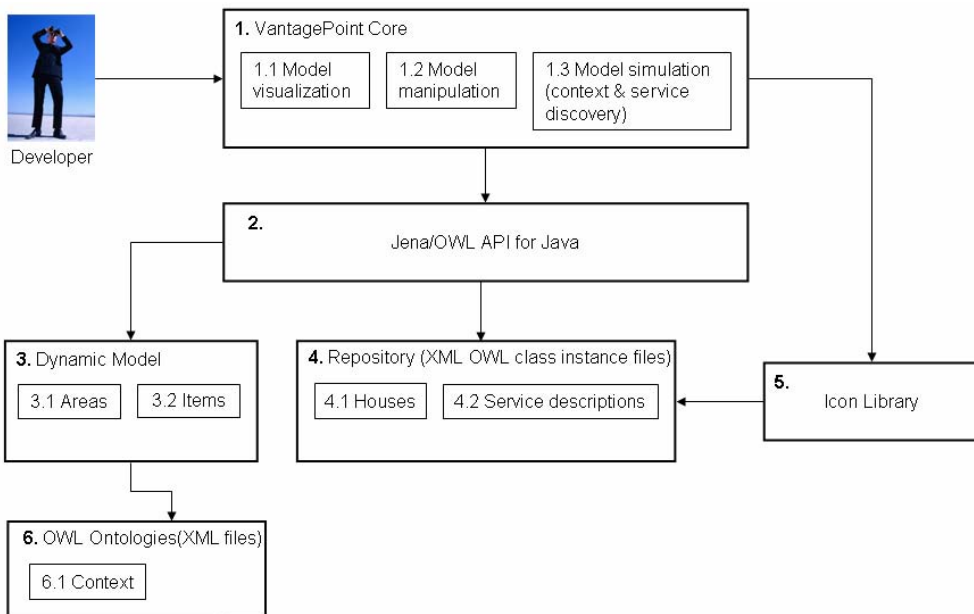 1. VantagePoint Core
1.1 Model
visualization
1.2 Model
manipulation
1.3 Model simulation
(context & service
discovery)
Developer
2.
Jena/OWL API for Java
3. Dynamic Model
3.1 Areas
3.2 Items
4. Repository (XML OWL class instance files)
4.1 Houses
4.2 Service descriptions
5.
Icon Library
6. OWL Ontologies(XML files)
6.1 Context